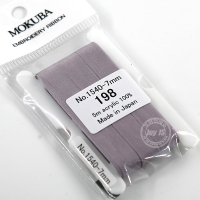 MOKUBA
EMBROIDERY RIBBON
No.1540-7mm
198
5m acrylic 100%
Made in Japan
No.1540-7mm